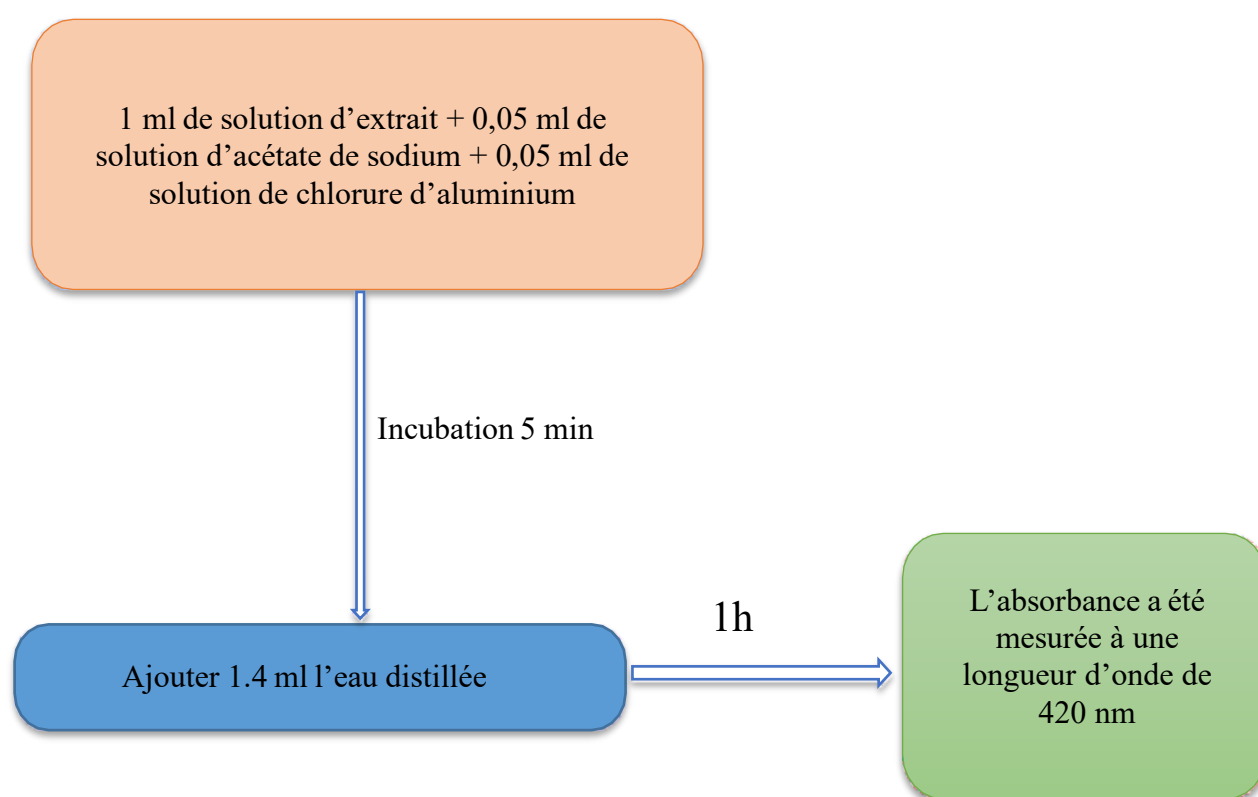 1 ml de solution d’extrait + 0,05 ml de
solution d’acétate de sodium + 0,05 ml de
solution de chlorure d’aluminium
Incubation 5 min
Ajouter 1.4 ml l’eau distillée
1h
L’absorbance a été
mesurée à une
longueur d’onde de
420 nm